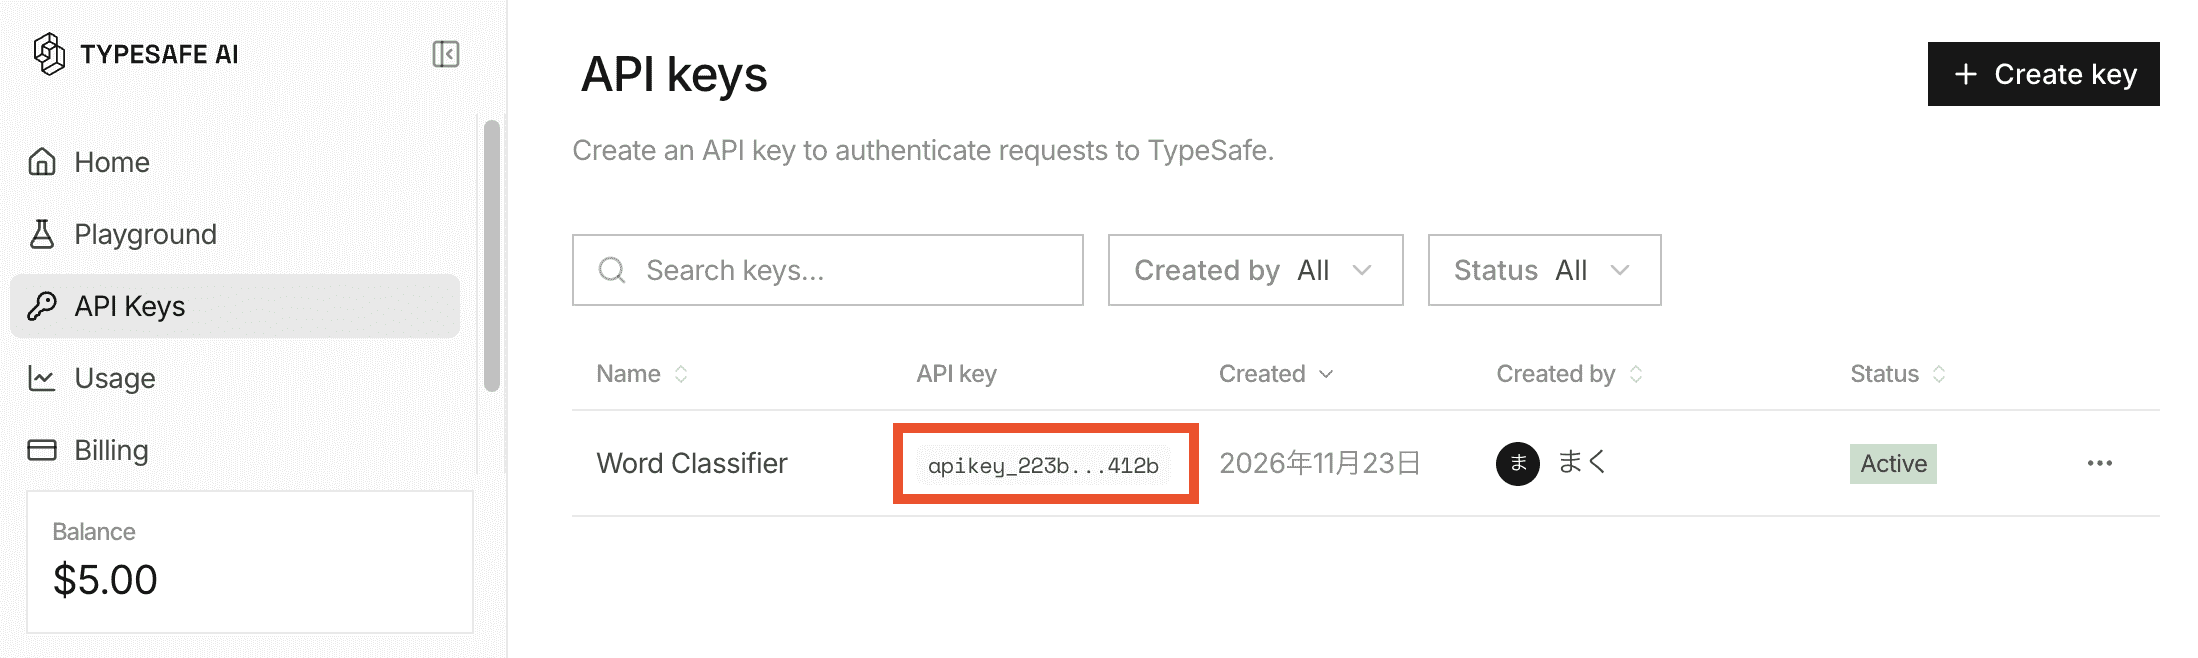 TYPESAFE AI
Home
Playground
API Keys
Usage
Billing
Balance
$5.00
API keys
+ Create key
Create an API key to authenticate requests to TypeSafe.
Search keys...
Created by All
Status All
Name API key Created Created by Status
Word Classifier apikey_223b...412b 2026年11月23日 ま まく Active ...